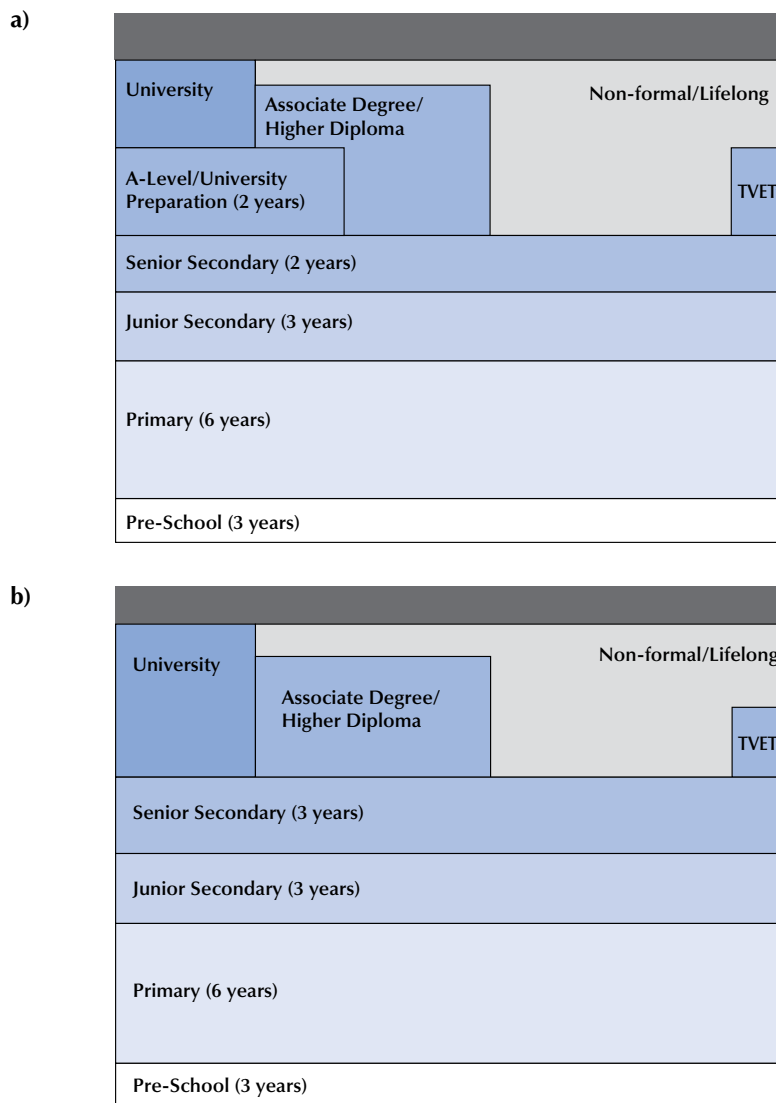 a)
University
Associate Degree/
Higher Diploma
Non-formal/Lifelong
A-Level/University
Preparation (2 years)
TVET
Senior Secondary (2 years)
Junior Secondary (3 years)
Primary (6 years)
Pre-School (3 years)
b)
University
Non-formal/Lifelong
Associate Degree/
Higher Diploma
TVET
Senior Secondary (3 years)
Junior Secondary (3 years)
Primary (6 years)
Pre-School (3 years)